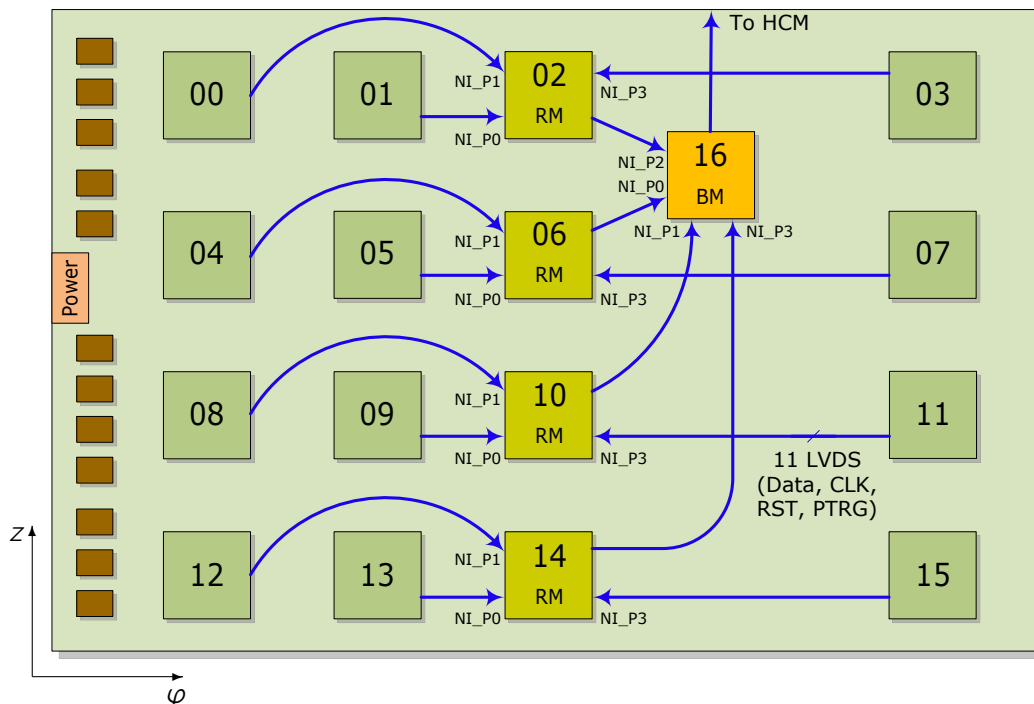 To HCM
00
01
02
RM
03
NI_P1
NI_P3
NI_P0
NI_P2
16
BM
NI_P0
NI_P1
NI_P3
04
05
06
RM
07
NI_P1
NI_P0
NI_P3
Power
08
09
10
RM
11
NI_P1
NI_P0
NI_P3
11 LVDS
(Data, CLK,
RST, PTRG)
12
13
14
RM
15
NI_P1
NI_P0
NI_P3
Z
φ